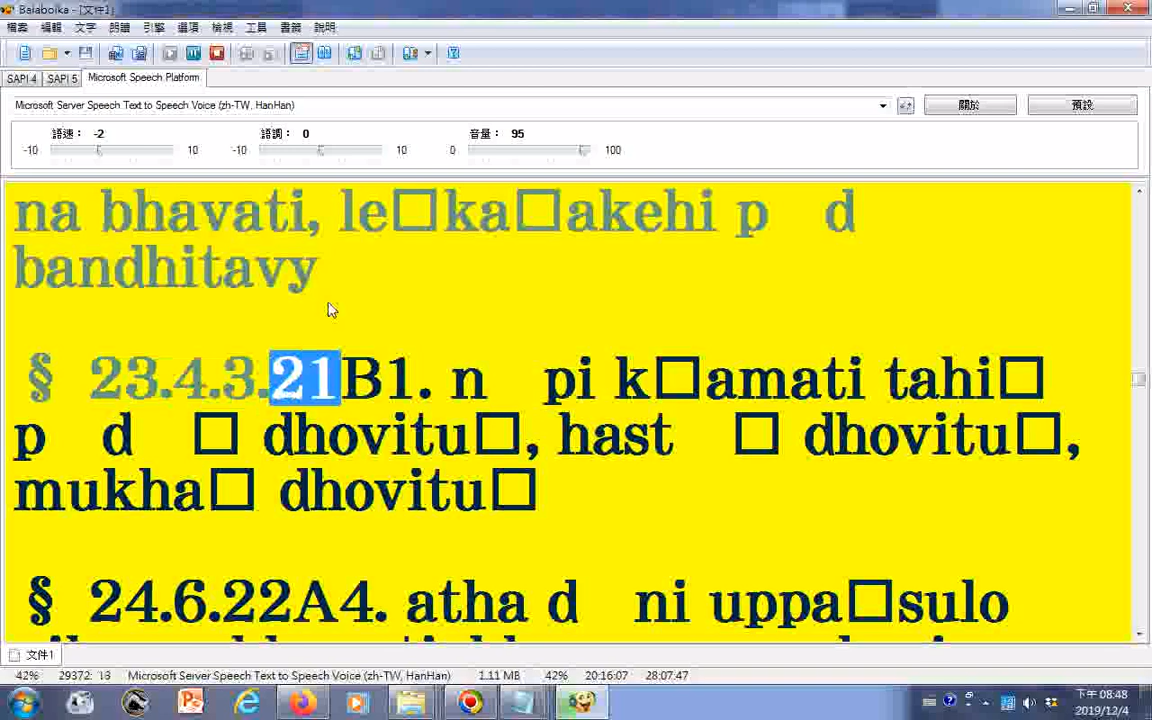 Balabolka - [文件1]
檔案 編輯 文字 朗讀 引擎 選項 檢視 工具 書籤 說明
SAPI 4 SAPI 5 Microsoft Speech Platform
Microsoft Server Speech Text to Speech Voice (zh-TW, HanHan) 關於 預設
語速： -2 語調： 0 音量： 95
-10 10 -10 10 0 100
na bhavati, le□ka□akehi p d
bandhitavy
§ 23.4.3.21B1. n pi k□amati tahi□
p d □ dhovitu□, hast □ dhovitu□,
mukha□ dhovitu□
§ 24.6.22A4. atha d ni uppa□sulo
文件1
42% 29372: 13 Microsoft Server Speech Text to Speech Voice (zh-TW, HanHan) 1.11 MB 42% 20:16:07 28:07:47
下午 08:48
2019/12/4